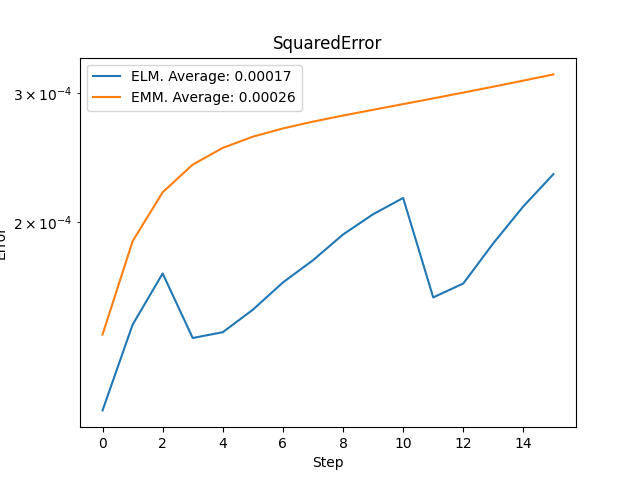 SquaredError
ELM. Average: 0.00017
EMM. Average: 0.00026
3 × 10⁻⁴
2 × 10⁻⁴
Error
0 2 4 6 8 10 12 14
Step